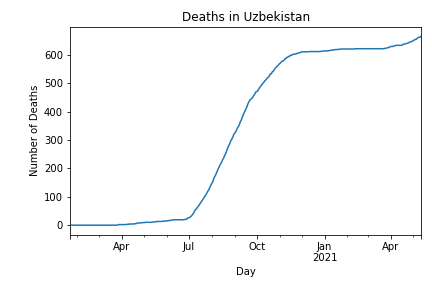 Deaths in Uzbekistan
Number of Deaths
600
500
400
300
200
100
0
Apr
Jul
Oct
Jan
2021
Apr
Day